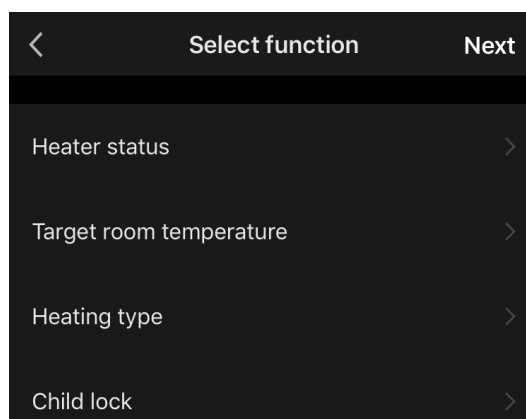 Select function
Next
Heater status
Target room temperature
Heating type
Child lock